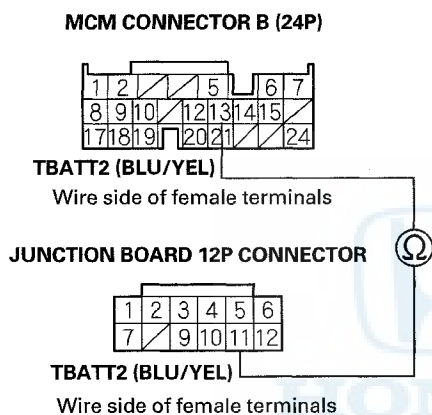 MCM CONNECTOR B (24P)
1 2 5 6 7
8 9 10 12 13 14 15
17 18 19 20 21 24
TBATT2 (BLU/YEL)
Wire side of female terminals
Ω
JUNCTION BOARD 12P CONNECTOR
1 2 3 4 5 6
7 9 10 11 12
TBATT2 (BLU/YEL)
Wire side of female terminals
HON